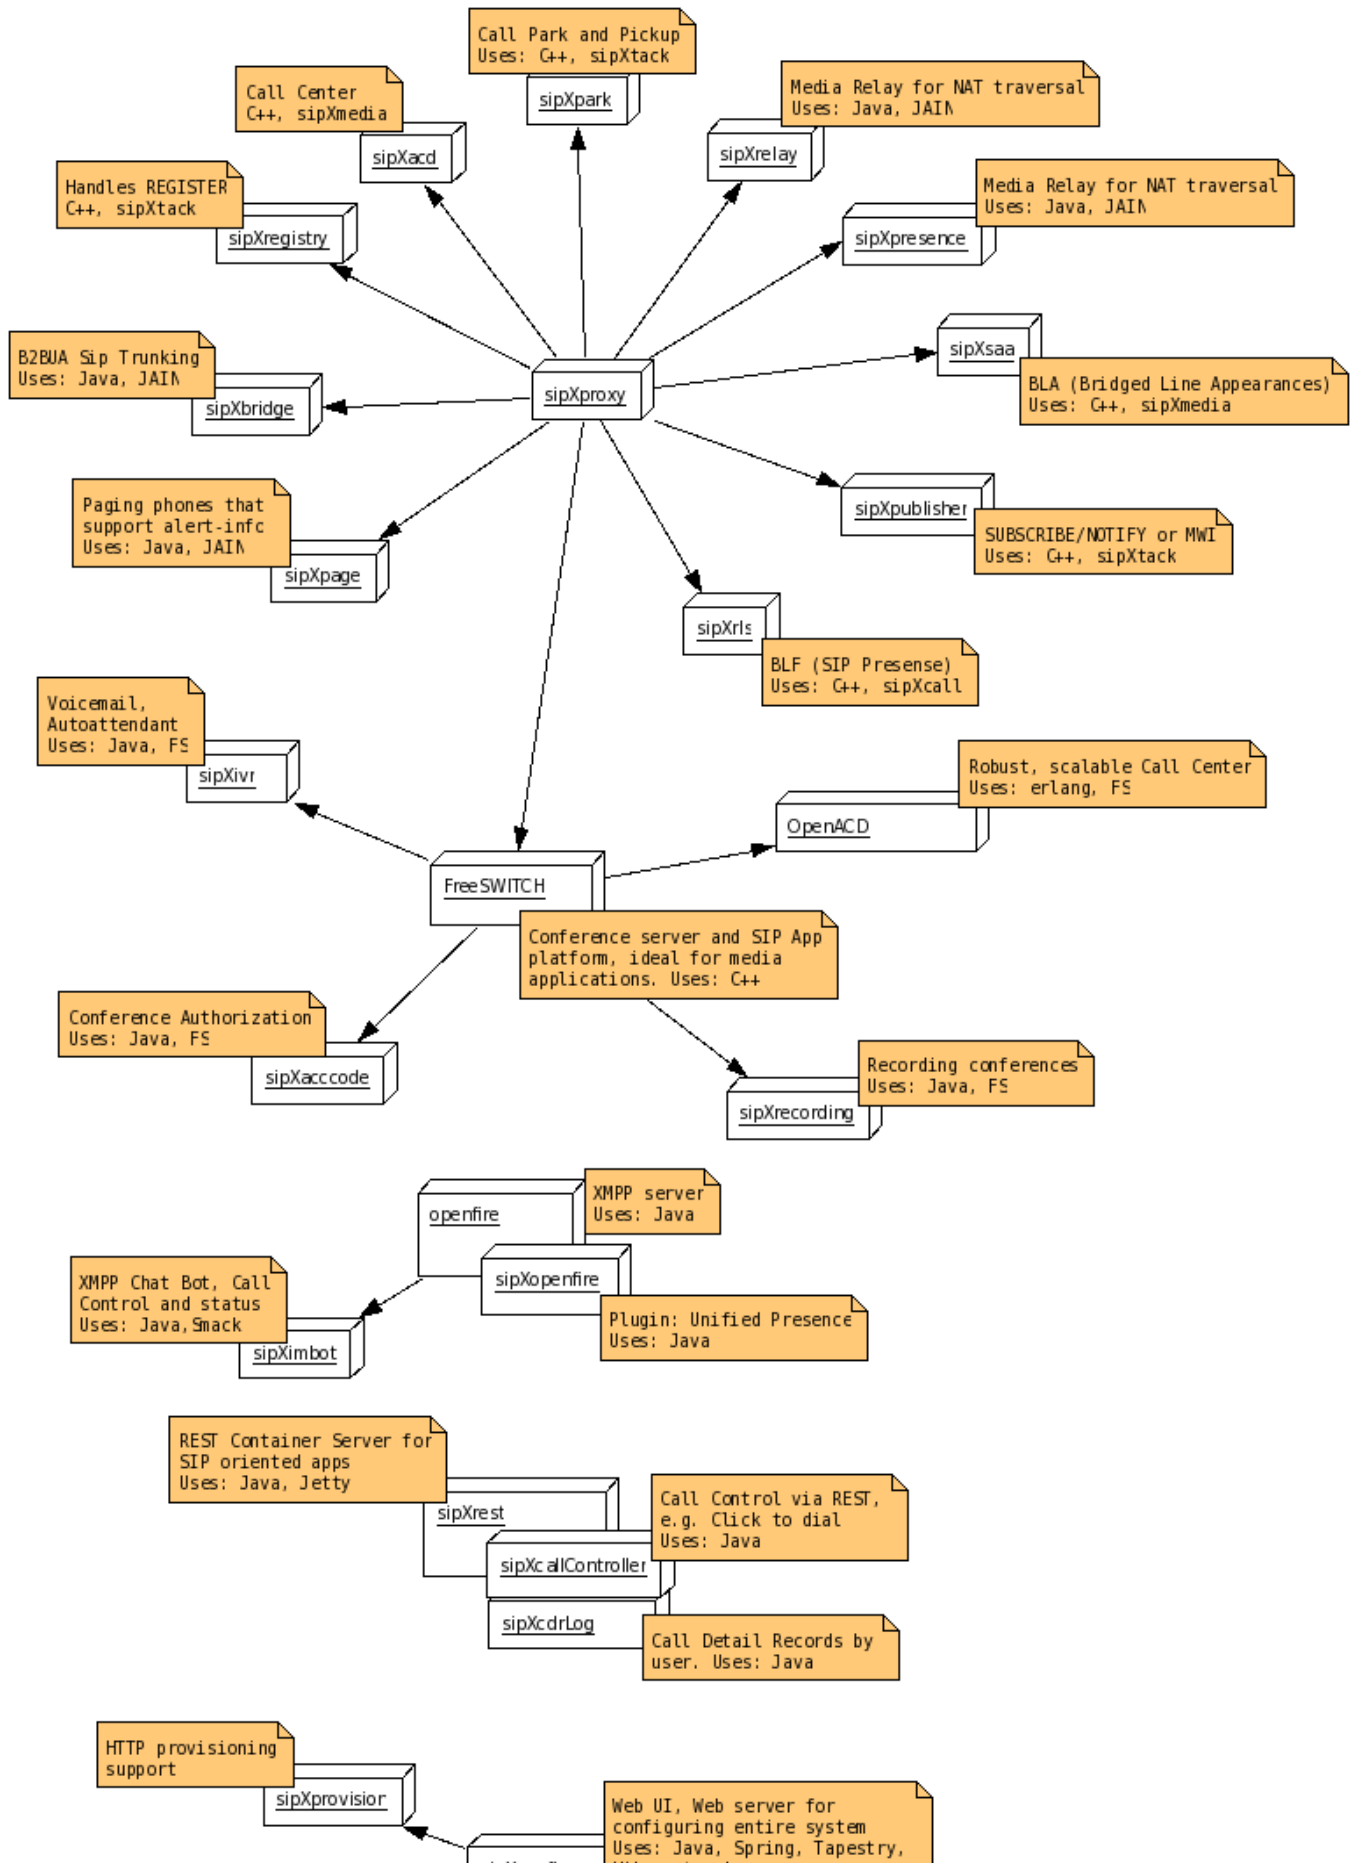 Call Park and Pickup
Uses: C++, sipXtack
sipXpark
Call Center
C++, sipXmedia
sipXacd
Media Relay for NAT traversal
Uses: Java, JAIN
sipXrelay
Handles REGISTER
C++, sipXtack
sipXregistry
Media Relay for NAT traversal
Uses: Java, JAIN
sipXpresence
B2BUA Sip Trunking
Uses: Java, JAIN
sipXbridge
sipXproxy
sipXsaa
BLA (Bridged Line Appearances)
Uses: C++, sipXmedia
Paging phones that
support alert-info
Uses: Java, JAIN
sipXpage
sipXpublisher
SUBSCRIBE/NOTIFY or MWI
Uses: C++, sipXtack
sipXrls
BLF (SIP Presense)
Uses: C++, sipXcall
Voicemail,
Autoattendant
Uses: Java, FS
sipXivr
Robust, scalable Call Center
Uses: erlang, FS
OpenACD
FreeSWITCH
Conference server and SIP App
platform, ideal for media
applications. Uses: C++
Conference Authorization
Uses: Java, FS
sipXacccode
Recording conferences
Uses: Java, FS
sipXrecording
openfire
XMPP server
Uses: Java
sipXopenfire
Plugin: Unified Presence
Uses: Java
XMPP Chat Bot, Call
Control and status
Uses: Java,Smack
sipXimbot
REST Container Server for
SIP oriented apps
Uses: Java, Jetty
sipXrest
Call Control via REST,
e.g. Click to dial
Uses: Java
sipXcallController
sipXcdrLog
Call Detail Records by
user. Uses: Java
HTTP provisioning
support
sipXprovision
Web UI, Web server for
configuring entire system
Uses: Java, Spring, Tapestry,